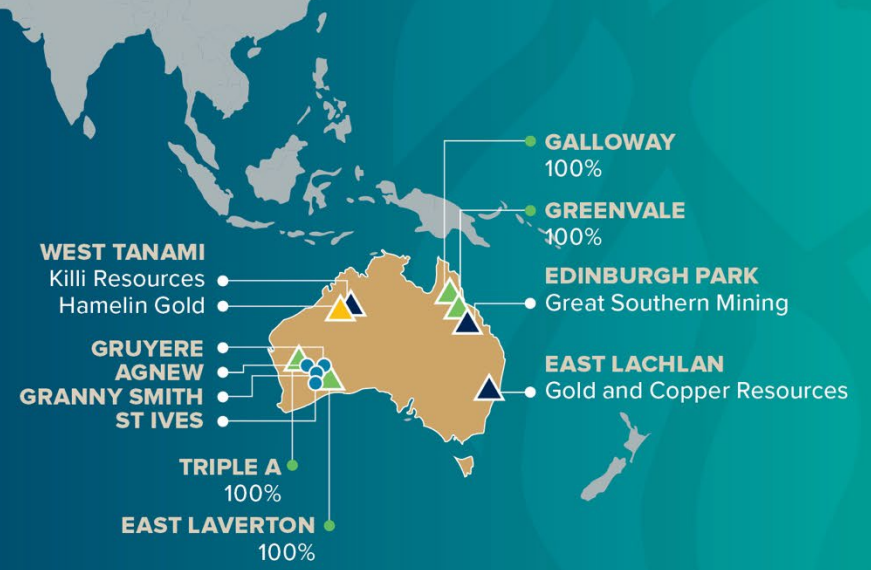 GALLOWAY
100%
GREENVALE
100%
WEST TANAMI
Killi Resources
Hamelin Gold
EDINBURGH PARK
Great Southern Mining
GRUYERE
AGNEW
GRANNY SMITH
ST IVES
EAST LACHLAN
Gold and Copper Resources
TRIPLE A
100%
EAST LAVERTON
100%